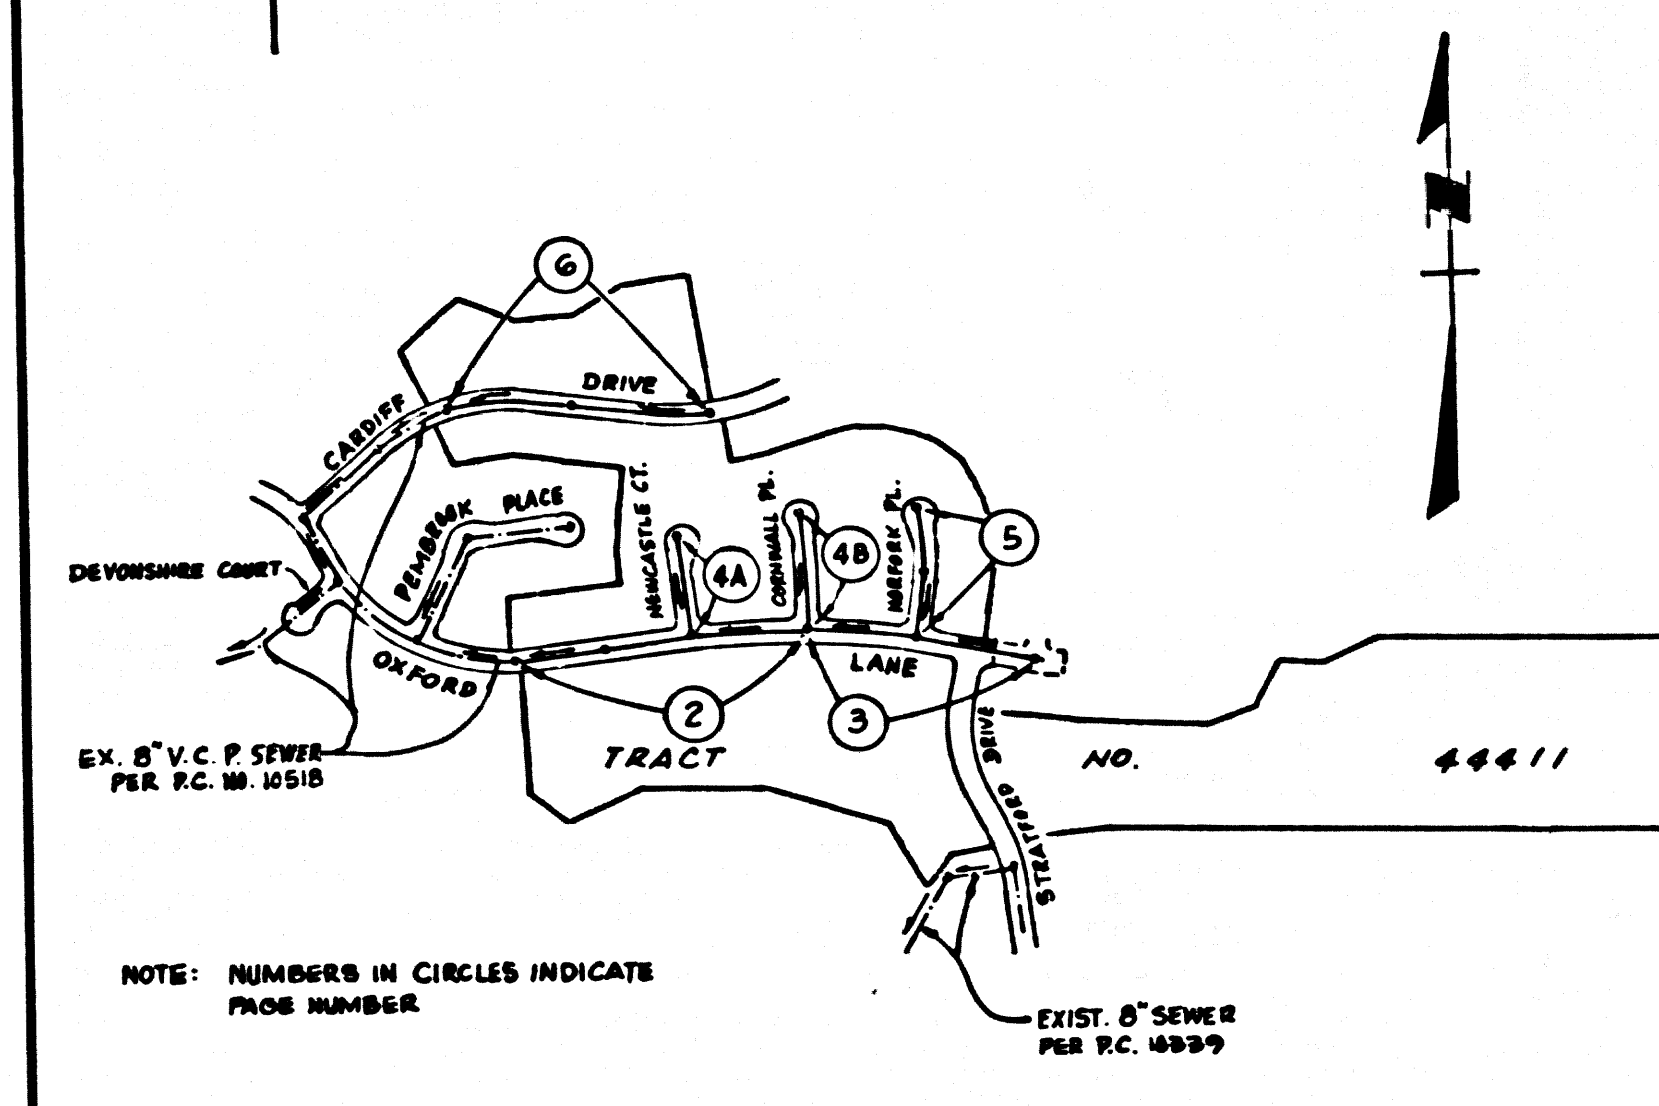 N
6
DRIVE
CARDIFF
PEMBROOK PLACE
NEWCASTLE CT.
CORNWALL PL.
NORFORK PL.
5
4A
4B
DEVONSHIRE COURT
OXFORD
LANE
2
3
STRATFORD DRIVE
EX. 8" V.C.P. SEWER
PER P.C. NO. 10518
TRACT NO. 44411
NOTE: NUMBERS IN CIRCLES INDICATE
PAGE NUMBER
EXIST. 8" SEWER
PER P.C.